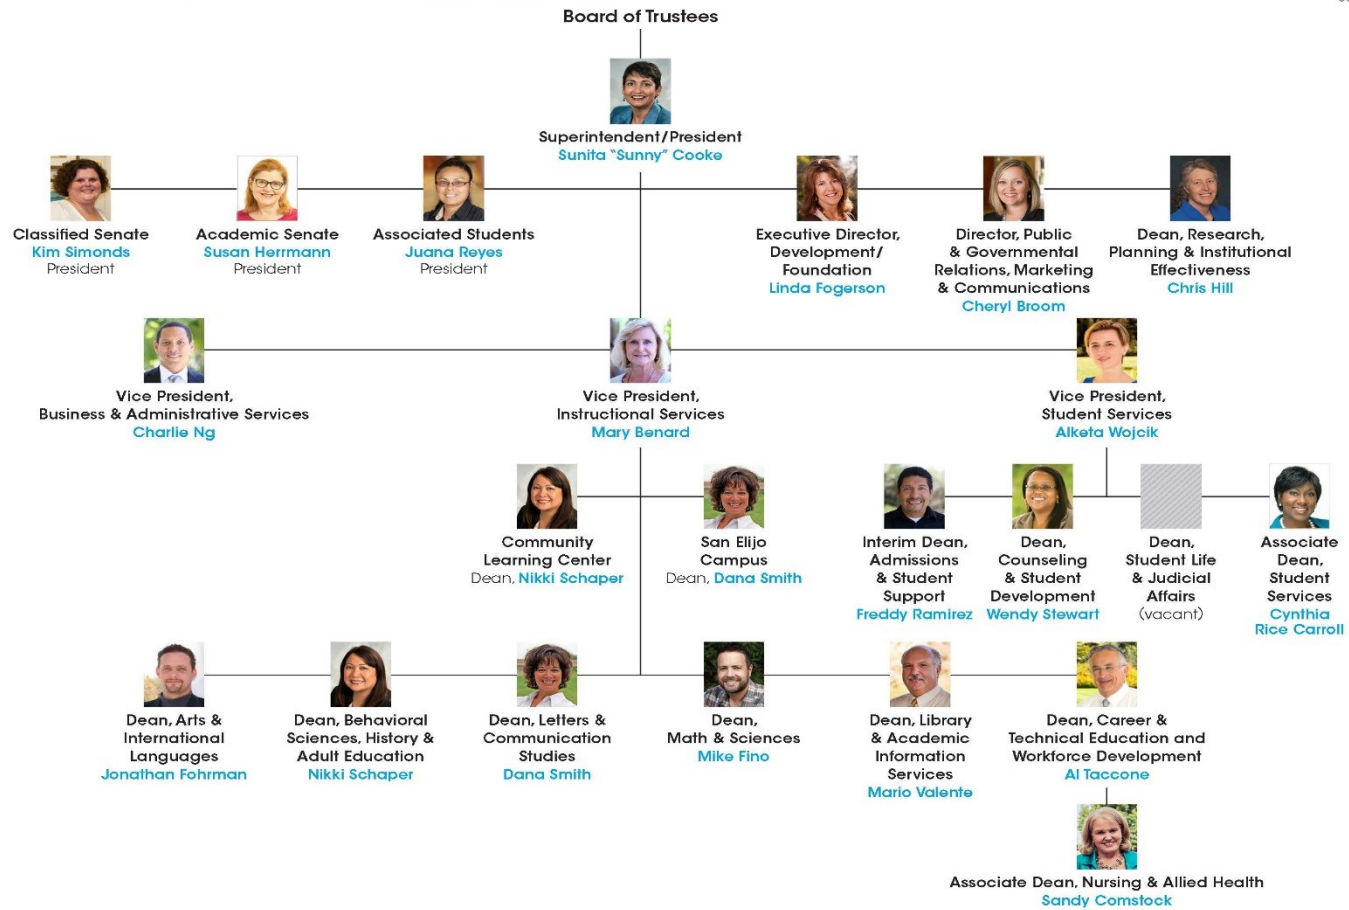 Board of Trustees
Superintendent/President
Sunita “Sunny” Cooke
Classified Senate
Kim Simonds
President
Academic Senate
Susan Herrmann
President
Associated Students
Juana Reyes
President
Executive Director,
Development/
Foundation
Linda Fogerson
Director, Public
& Governmental
Relations, Marketing
& Communications
Cheryl Broom
Dean, Research,
Planning & Institutional
Effectiveness
Chris Hill
Vice President,
Business & Administrative Services
Charlie Ng
Vice President,
Instructional Services
Mary Benard
Vice President,
Student Services
Alketa Wojcik
Community
Learning Center
Dean, Nikki Schaper
San Elijo
Campus
Dean, Dana Smith
Interim Dean,
Admissions
& Student
Support
Freddy Ramirez
Dean,
Counseling
& Student
Development
Wendy Stewart
Dean,
Student Life
& Judicial
Affairs
(vacant)
Associate
Dean,
Student
Services
Cynthia
Rice Carroll
Dean, Arts &
International
Languages
Jonathan Fohrman
Dean, Behavioral
Sciences, History &
Adult Education
Nikki Schaper
Dean, Letters &
Communication
Studies
Dana Smith
Dean,
Math & Sciences
Mike Fino
Dean, Library
& Academic
Information
Services
Mario Valente
Dean, Career &
Technical Education and
Workforce Development
Al Taccone
Associate Dean, Nursing & Allied Health
Sandy Comstock